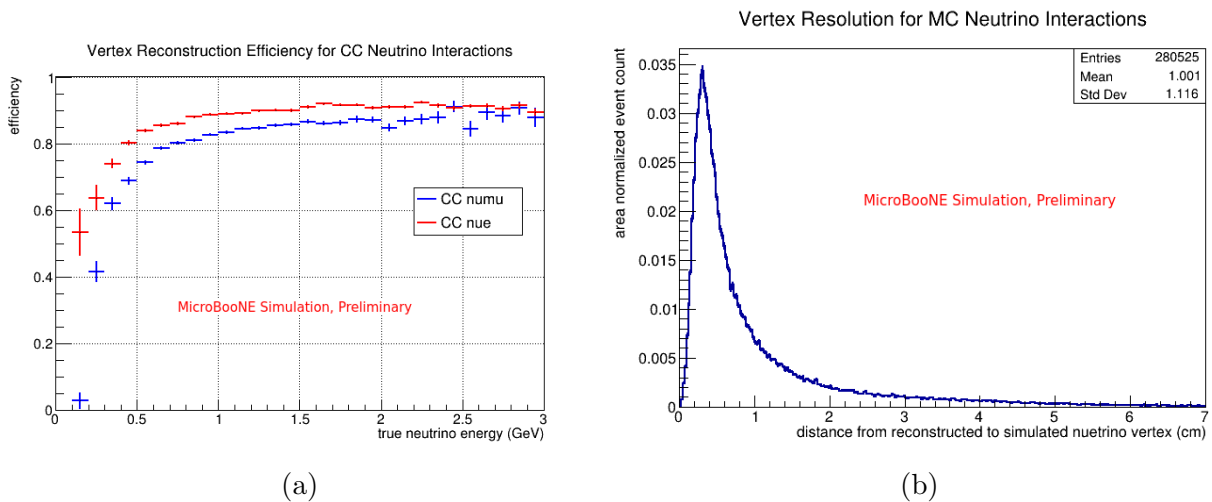 Vertex Reconstruction Efficiency for CC Neutrino Interactions
efficiency
1
0.8
0.6
0.4
0.2
0
CC numu
CC nue
MicroBooNE Simulation, Preliminary
0 0.5 1 1.5 2 2.5 3
true neutrino energy (GeV)
(a)
Vertex Resolution for MC Neutrino Interactions
area normalized event count
0.035
0.03
0.025
0.02
0.015
0.01
0.005
0
Entries 280525
Mean 1.001
Std Dev 1.116
MicroBooNE Simulation, Preliminary
0 1 2 3 4 5 6 7
distance from reconstructed to simulated nuetrino vertex (cm)
(b)